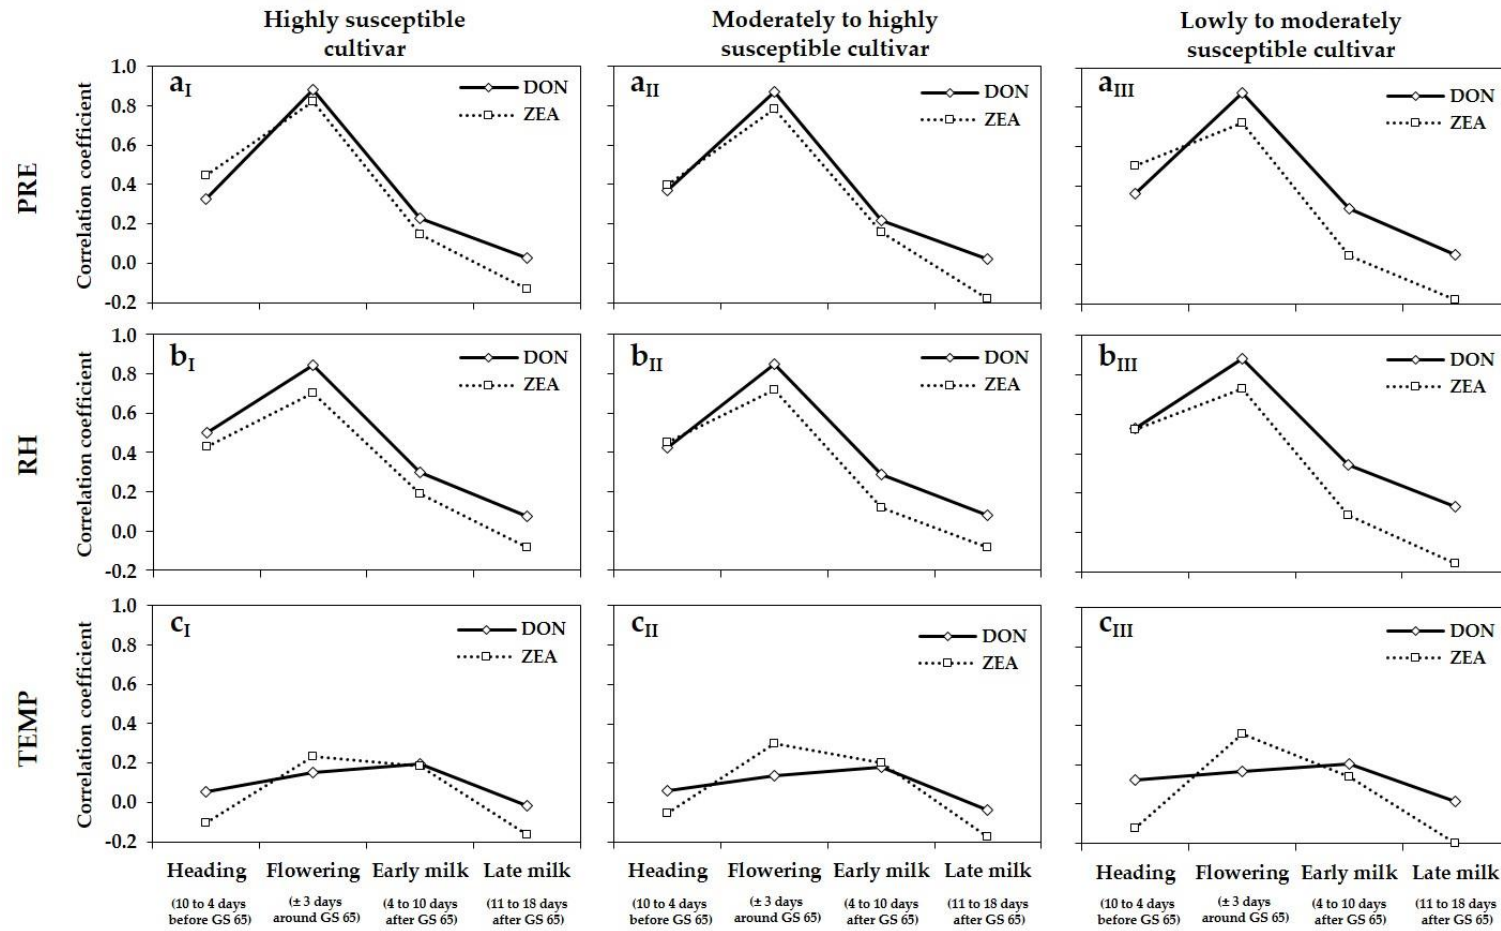 Highly susceptible
cultivar
Moderately to highly
susceptible cultivar
Lowly to moderately
susceptible cultivar
PRE
Correlation coefficient
1.0
0.8
0.6
0.4
0.2
0.0
-0.2
aI
DON
ZEA
aII
DON
ZEA
aIII
DON
ZEA
RH
Correlation coefficient
1.0
0.8
0.6
0.4
0.2
0.0
-0.2
bI
DON
ZEA
bII
DON
ZEA
bIII
DON
ZEA
TEMP
Correlation coefficient
1.0
0.8
0.6
0.4
0.2
0.0
-0.2
cI
DON
ZEA
cII
DON
ZEA
cIII
DON
ZEA
Heading Flowering Early milk Late milk
(10 to 4 days before GS 65) (± 3 days around GS 65) (4 to 10 days after GS 65) (11 to 18 days after GS 65)
Heading Flowering Early milk Late milk
(10 to 4 days before GS 65) (± 3 days around GS 65) (4 to 10 days after GS 65) (11 to 18 days after GS 65)
Heading Flowering Early milk Late milk
(10 to 4 days before GS 65) (± 3 days around GS 65) (4 to 10 days after GS 65) (11 to 18 days after GS 65)